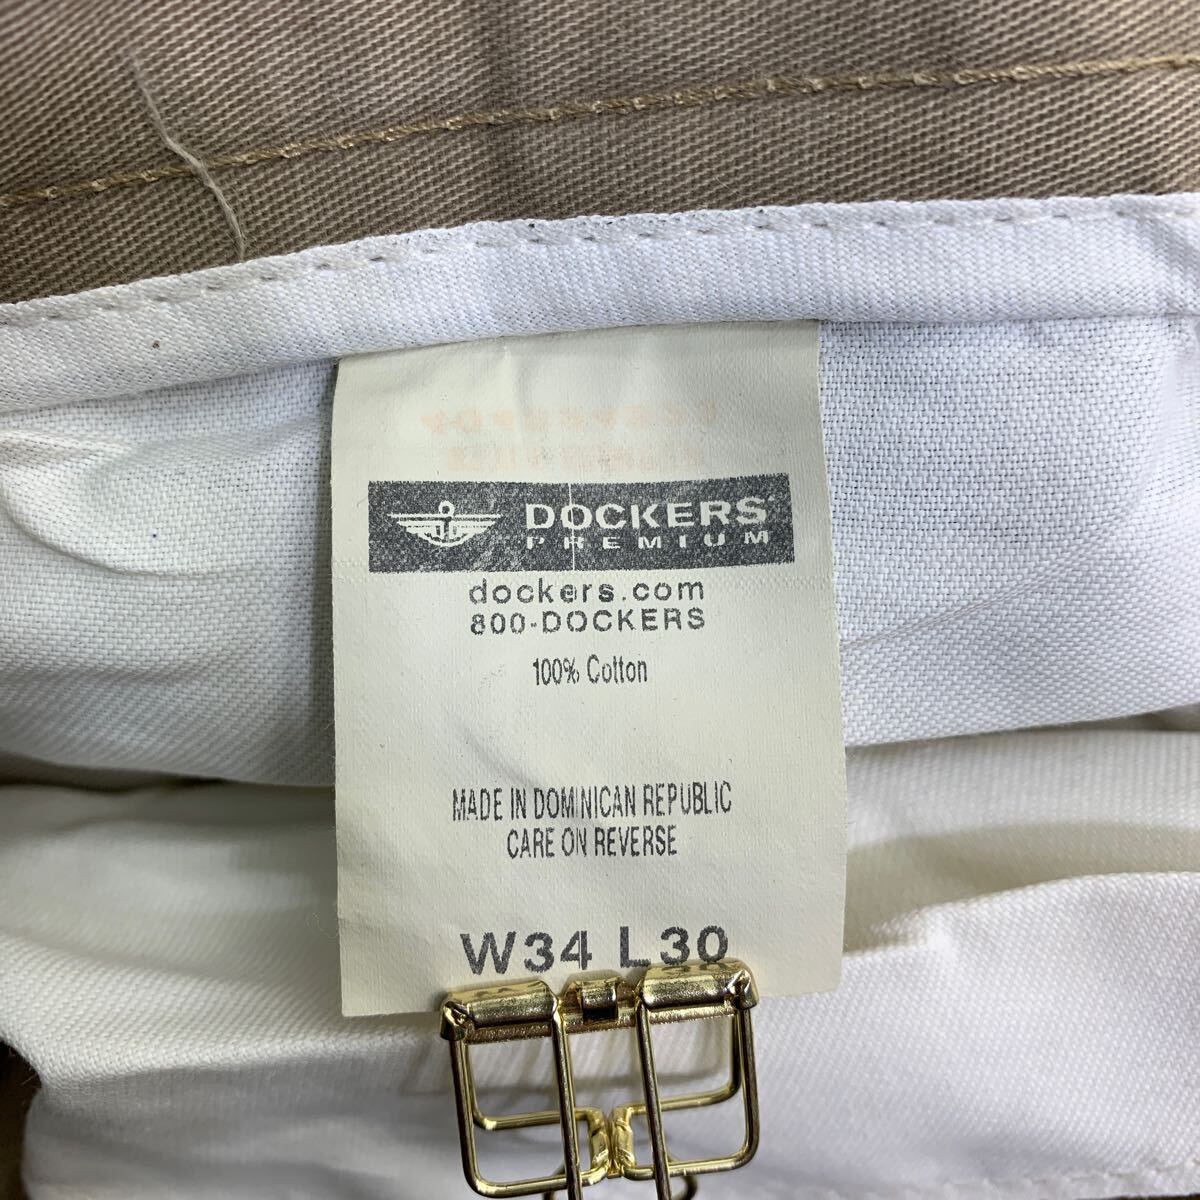 DOCKERS
PREMIUM
dockers.com
800-DOCKERS
100% Cotton
MADE IN DOMINICAN REPUBLIC
CARE ON REVERSE
W34 L30